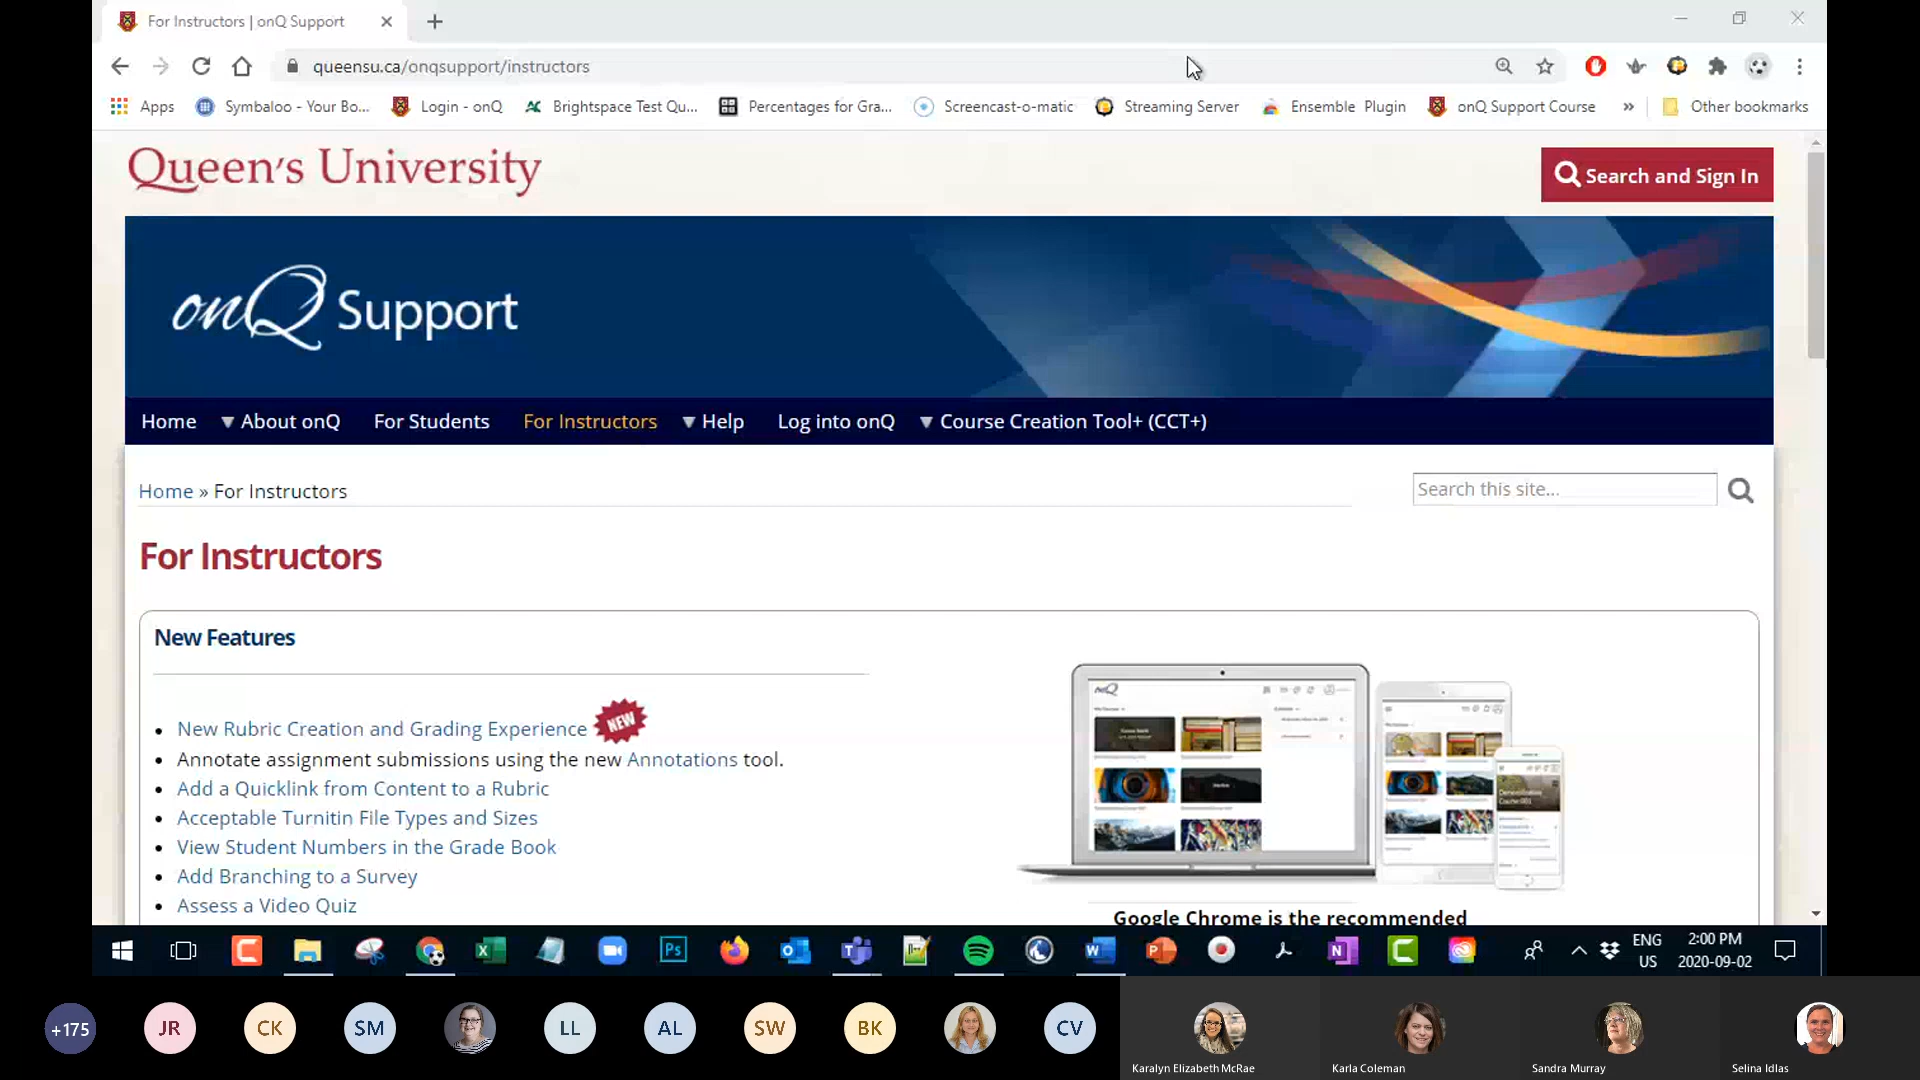 For Instructors | onQ Support
queensu.ca/onqsupport/instructors
Apps Symbaloo - Your Bo... Login - onQ Brightspace Test Qu... Percentages for Gra... Screencast-o-matic Streaming Server Ensemble Plugin onQ Support Course » Other bookmarks
Queen's University
Search and Sign In
onQ Support
Home About onQ For Students For Instructors Help Log into onQ Course Creation Tool+ (CCT+)
Home » For Instructors
Search this site...
For Instructors
New Features
New Rubric Creation and Grading Experience NEW
Annotate assignment submissions using the new Annotations tool.
Add a Quicklink from Content to a Rubric
Acceptable Turnitin File Types and Sizes
View Student Numbers in the Grade Book
Add Branching to a Survey
Assess a Video Quiz
onQ
Google Chrome is the recommended
Ps
ENG
US
2:00 PM
2020-09-02
+175 JR CK SM LL AL SW BK CV
Karalyn Elizabeth McRae Karla Coleman Sandra Murray Selina Idlas